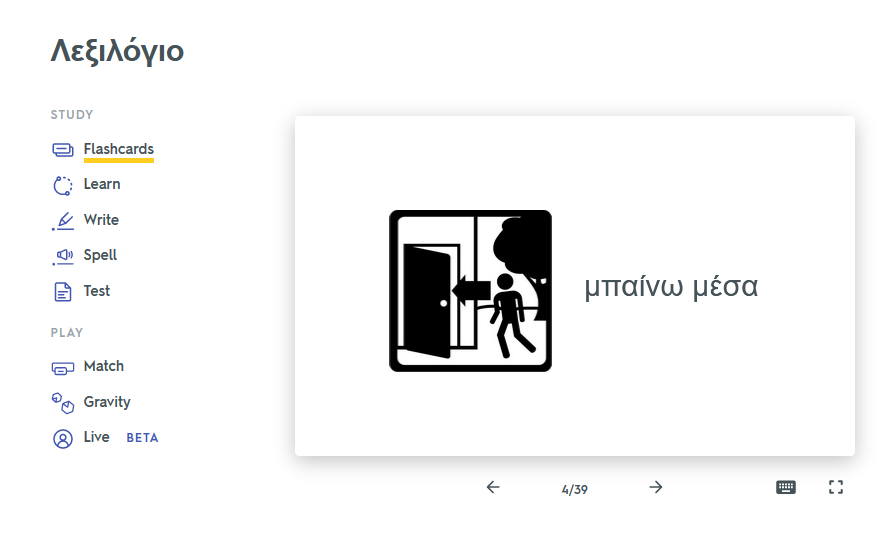 Λεξιλόγιο
STUDY
Flashcards
Learn
Write
Spell
Test
PLAY
Match
Gravity
Live BETA
μπαίνω μέσα
4/39